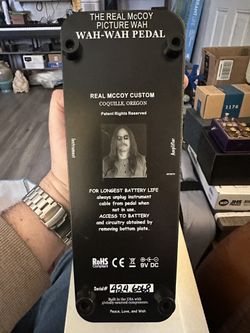 THE REAL McCOY
PICTURE WAH
WAH-WAH PEDAL
REAL MCCOY CUSTOM
COQUILLE, OREGON
Patent Rights Reserved
Instrument
Amplifier
FOR LONGEST BATTERY LIFE
always unplug instrument
cable from pedal when
not in use.
ACCESS TO BATTERY
and circuitry obtained by
removing bottom plate.
RoHS
COMPLIANT
CE
9V DC
Serial#
Built in the USA with
globally-sourced components.
Peace, Love, and Wah
JHS